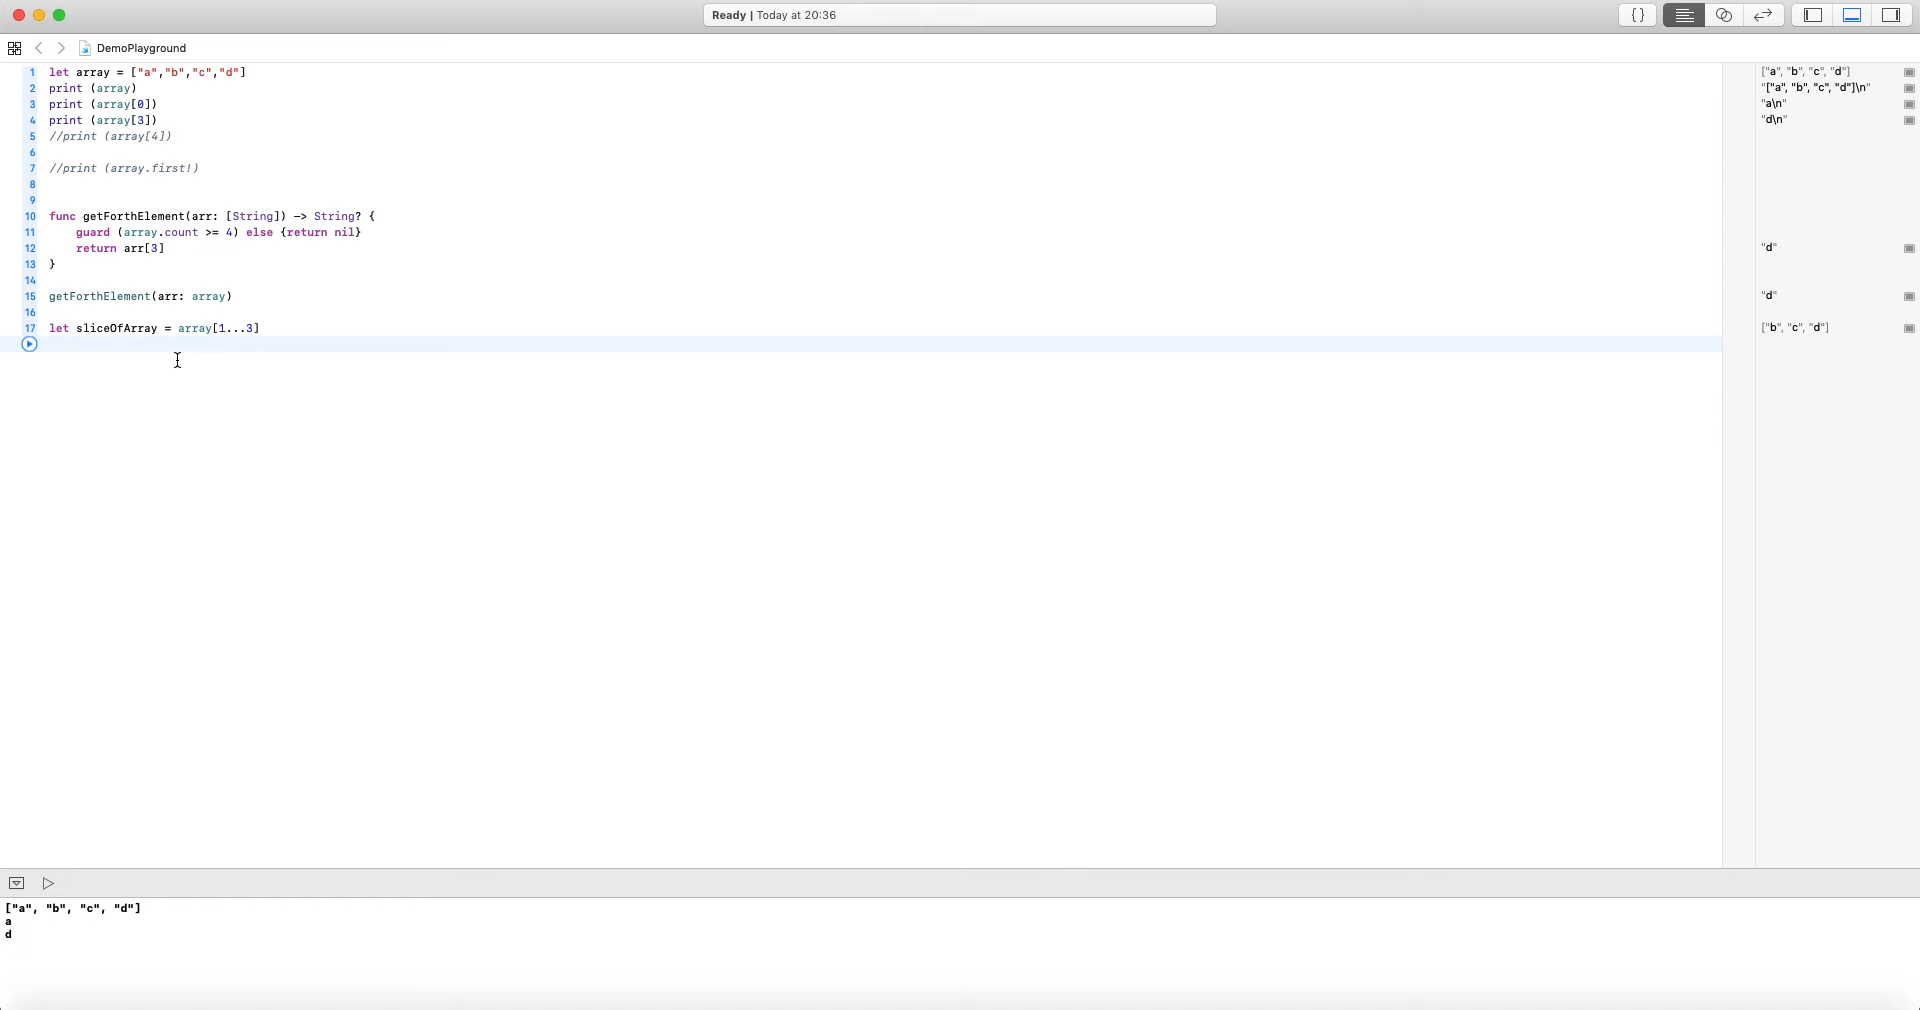 Ready | Today at 20:36
{ }
DemoPlayground
1 let array = ["a","b","c","d"] ["a", "b", "c", "d"]
2 print (array) "["a", "b", "c", "d"]\n"
3 print (array[0]) "a\n"
4 print (array[3]) "d\n"
5 //print (array[4])
6
7 //print (array.first!)
8
9
10 func getForthElement(arr: [String]) -> String? {
11 guard (array.count >= 4) else {return nil}
12 return arr[3] "d"
13 }
14
15 getForthElement(arr: array) "d"
16
17 let sliceOfArray = array[1...3] ["b", "c", "d"]
["a", "b", "c", "d"]
a
d